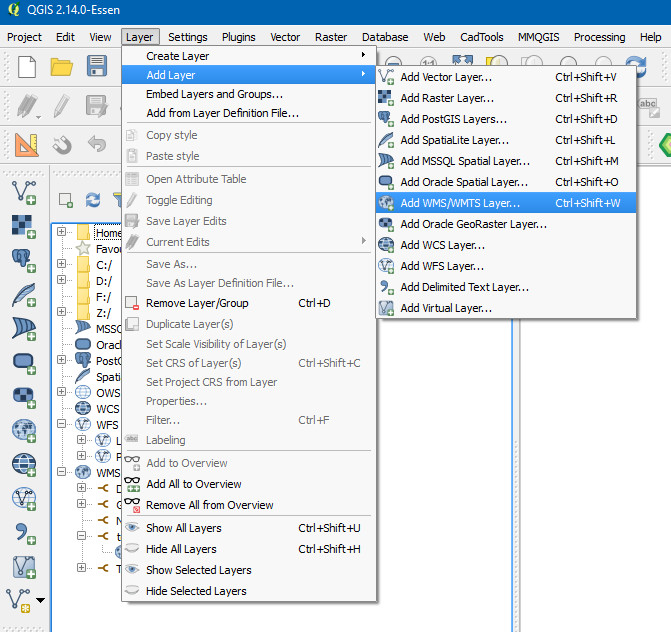 QGIS 2.14.0-Essen
Project Edit View Layer Settings Plugins Vector Raster Database Web CadTools MMQGIS Processing Help
Create Layer
Add Layer
Embed Layers and Groups...
Add from Layer Definition File...
Copy style
Paste style
Open Attribute Table
Toggle Editing
Save Layer Edits
Current Edits
Save As...
Save As Layer Definition File...
Remove Layer/Group Ctrl+D
Duplicate Layer(s)
Set Scale Visibility of Layer(s)
Set CRS of Layer(s) Ctrl+Shift+C
Set Project CRS from Layer
Properties...
Filter... Ctrl+F
abc Labeling
Add to Overview
Add All to Overview
Remove All from Overview
Show All Layers Ctrl+Shift+U
Hide All Layers Ctrl+Shift+H
Show Selected Layers
Hide Selected Layers
Add Vector Layer... Ctrl+Shift+V
Add Raster Layer... Ctrl+Shift+R
Add PostGIS Layers... Ctrl+Shift+D
Add SpatiaLite Layer... Ctrl+Shift+L
Add MSSQL Spatial Layer... Ctrl+Shift+M
Add Oracle Spatial Layer... Ctrl+Shift+O
Add WMS/WMTS Layer... Ctrl+Shift+W
Add Oracle GeoRaster Layer...
Add WCS Layer...
Add WFS Layer...
Add Delimited Text Layer...
Add Virtual Layer...
abc
Home
Favou
C:/
D:/
F:/
Z:/
MSSQ
Orac
PostG
Spati
OWS
WCS
WFS
L
P
WMS
D
G
N
t
T